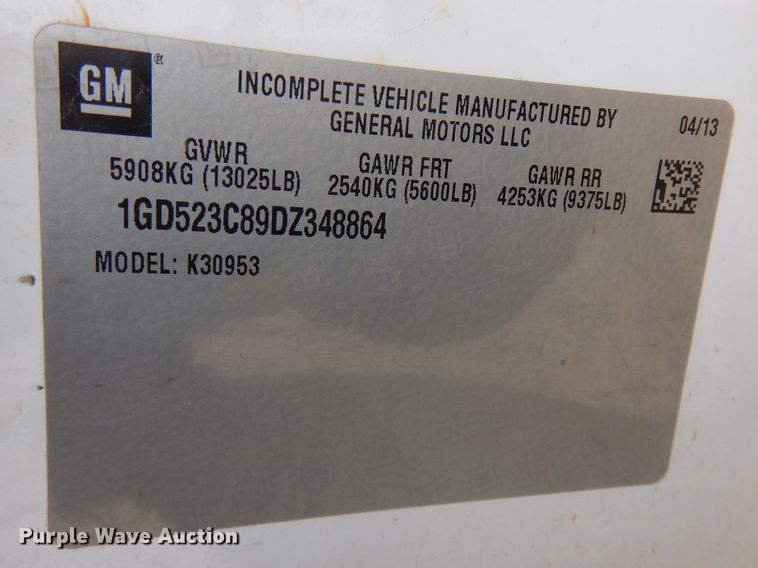 GM
INCOMPLETE VEHICLE MANUFACTURED BY
GENERAL MOTORS LLC
04/13
GVWR
5908KG (13025LB)
GAWR FRT
2540KG (5600LB)
GAWR RR
4253KG (9375LB)
1GD523C89DZ348864
MODEL: K30953
Purple Wave Auction